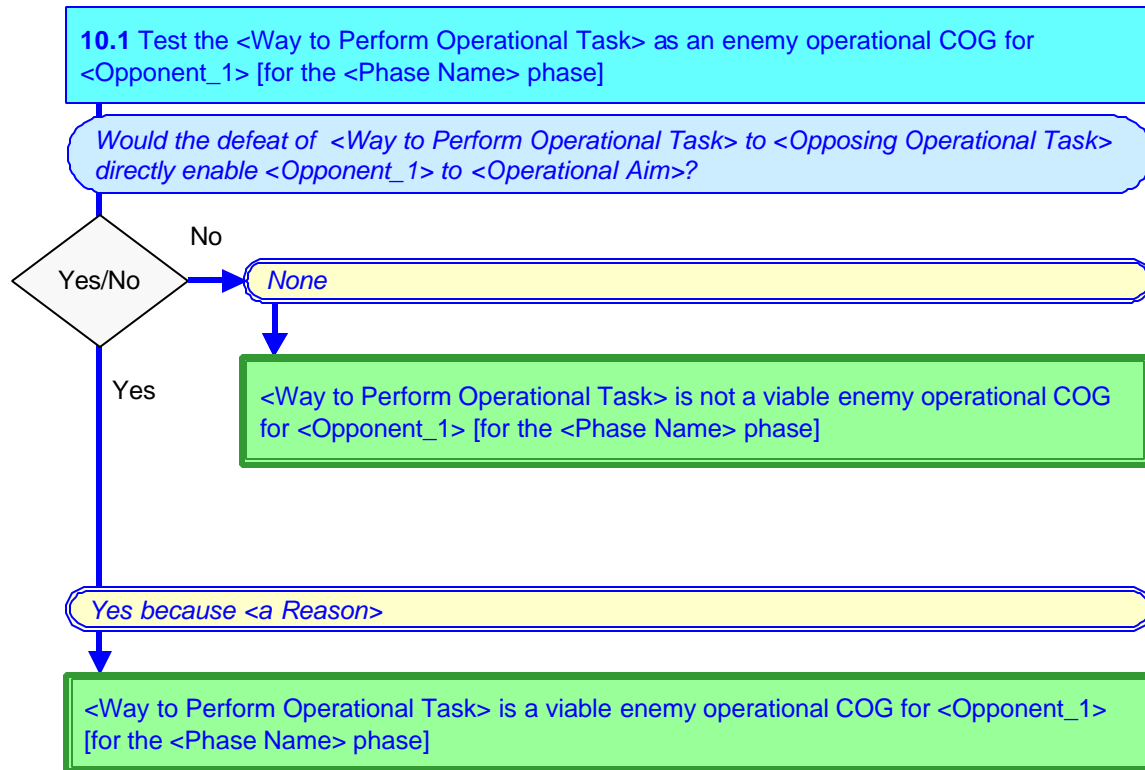 10.1 Test the <Way to Perform Operational Task> as an enemy operational COG for
<Opponent_1> [for the <Phase Name> phase]
Would the defeat of <Way to Perform Operational Task> to <Opposing Operational Task>
directly enable <Opponent_1> to <Operational Aim>?
No
Yes/No
None
Yes
<Way to Perform Operational Task> is not a viable enemy operational COG
for <Opponent_1> [for the <Phase Name> phase]
Yes because <a Reason>
<Way to Perform Operational Task> is a viable enemy operational COG for <Opponent_1>
[for the <Phase Name> phase]